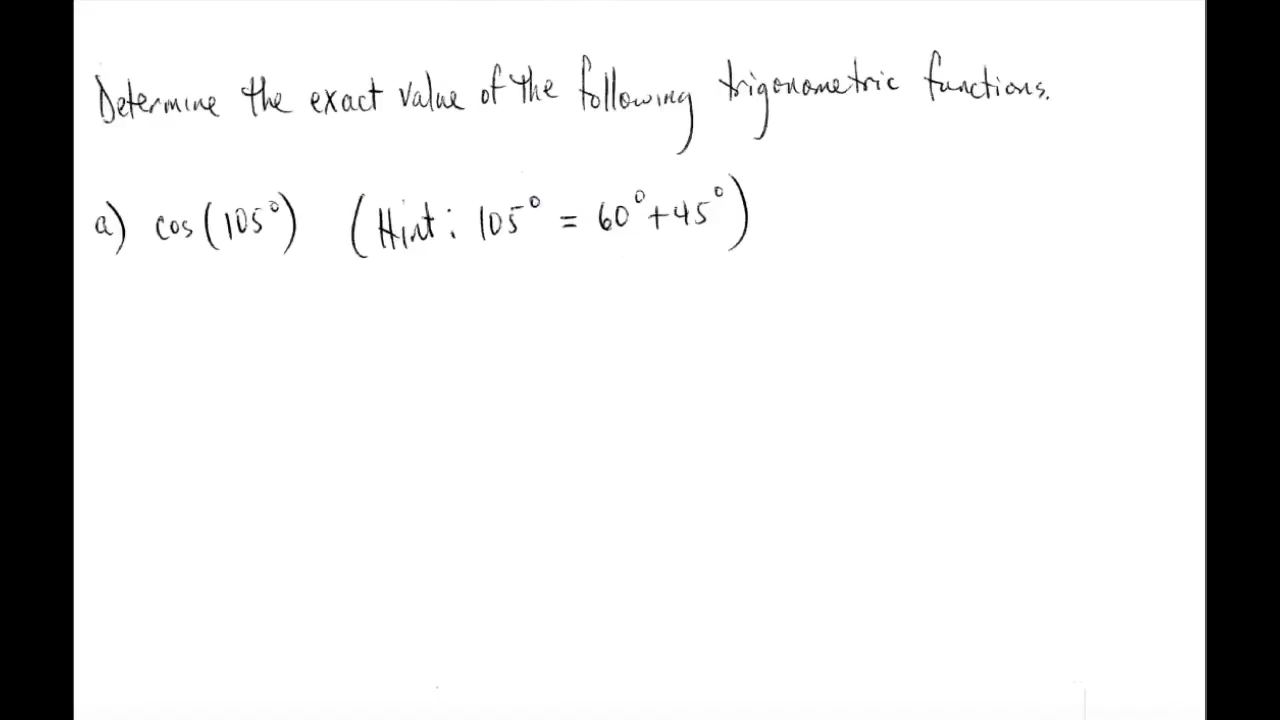 Determine the exact value of the following trigonometric functions.
a) cos(105°) (Hint: 105° = 60° + 45°)